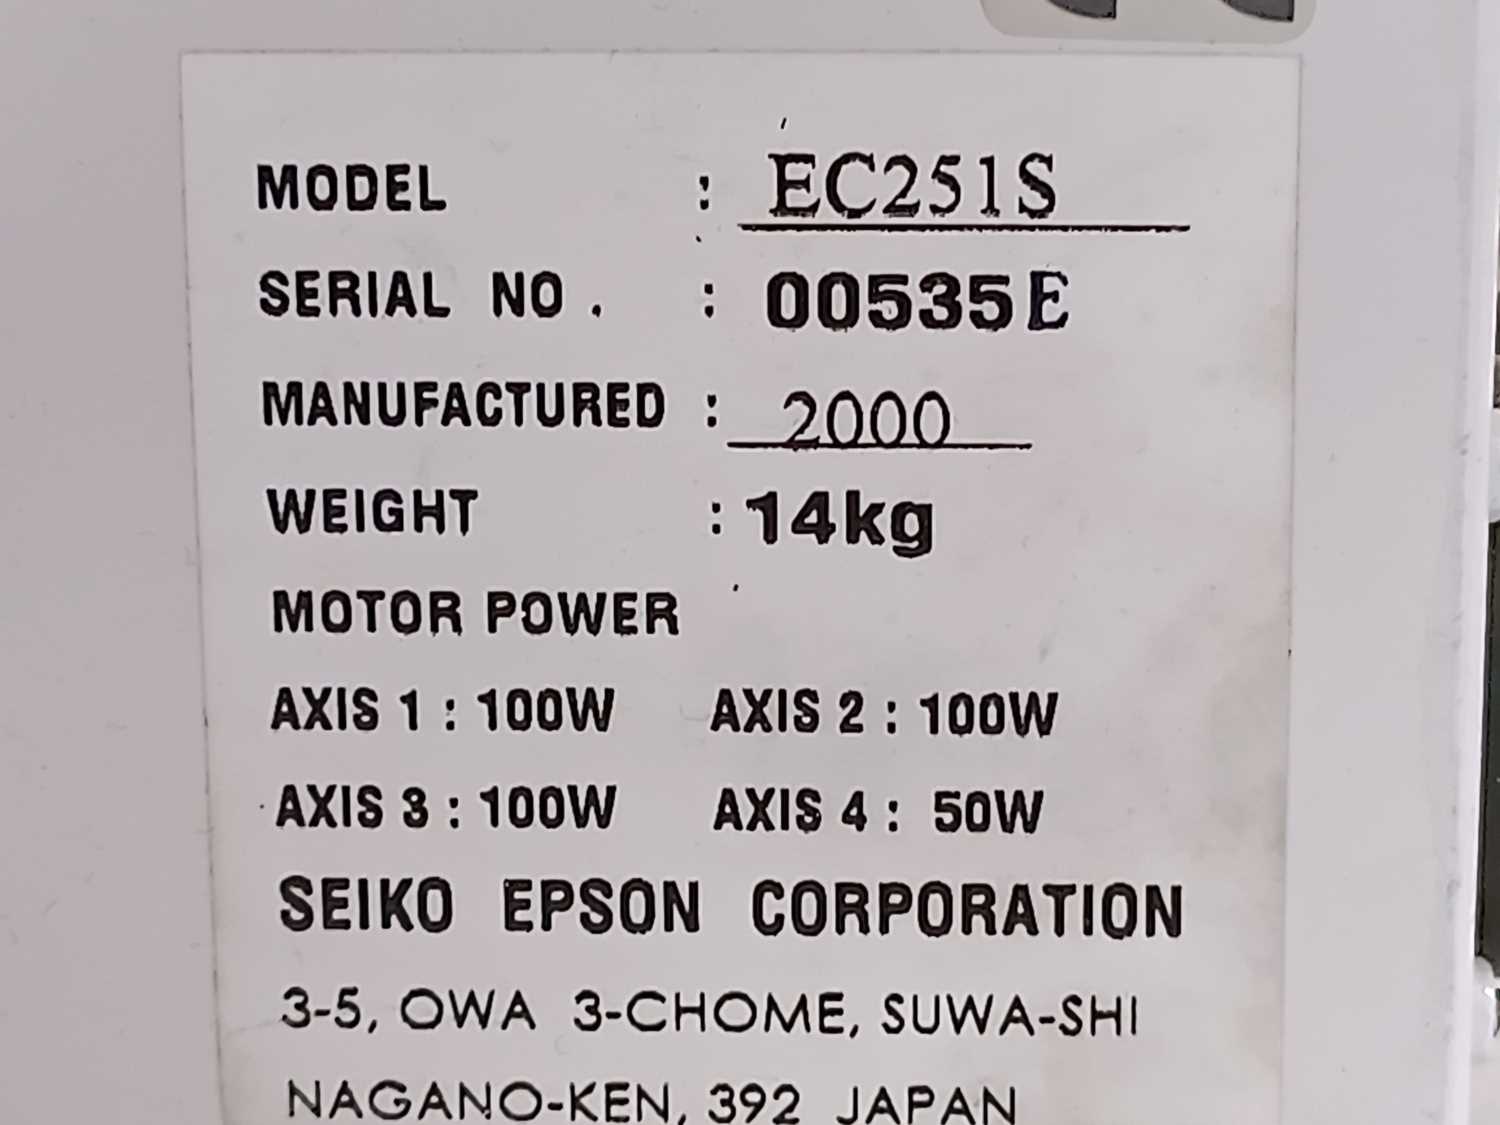 MODEL : EC251S
SERIAL NO. : 00535E
MANUFACTURED : 2000
WEIGHT : 14kg
MOTOR POWER
AXIS 1 : 100W AXIS 2 : 100W
AXIS 3 : 100W AXIS 4 : 50W
SEIKO EPSON CORPORATION
3-5, OWA 3-CHOME, SUWA-SHI
NAGANO-KEN, 392 JAPAN